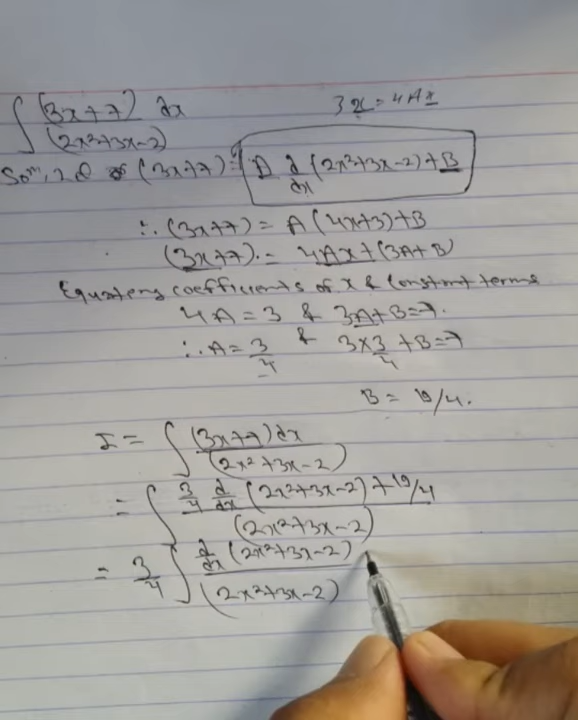 ∫ (3x+7) dx / (2x²+3x-2)
3x = 4Ax
(3x+7) = A d/dx (2x²+3x-2) + B
∴ (3x+7) = A(4x+3)+B
(3x+7) = 4Ax+(3A+B)
Equating coefficients of x & Constant terms
4A = 3 & 3A+B=7.
∴ A = 3/4 & 3×3/4 + B=7
B = 19/4.
I = ∫ (3x+7)dx / (2x²+3x-2)
= ∫ 3/4 d/dx (2x²+3x-2) + 19/4 / (2x²+3x-2)
= 3/4 ∫ d/dx (2x²+3x-2) / (2x²+3x-2)